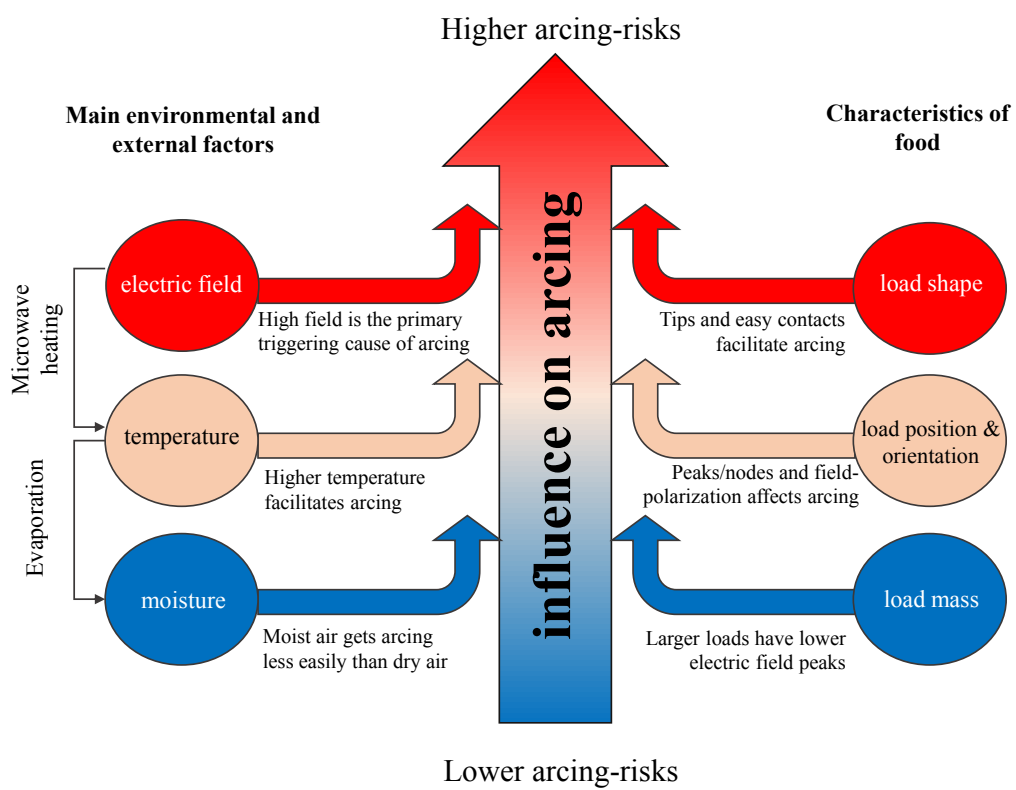 Higher arcing-risks
Main environmental and
external factors
Characteristics of
food
influence on arcing
Microwave
heating
electric field
High field is the primary
triggering cause of arcing
load shape
Tips and easy contacts
facilitate arcing
temperature
Higher temperature
facilitates arcing
load position &
orientation
Peaks/nodes and field-
polarization affects arcing
Evaporation
moisture
Moist air gets arcing
less easily than dry air
load mass
Larger loads have lower
electric field peaks
Lower arcing-risks